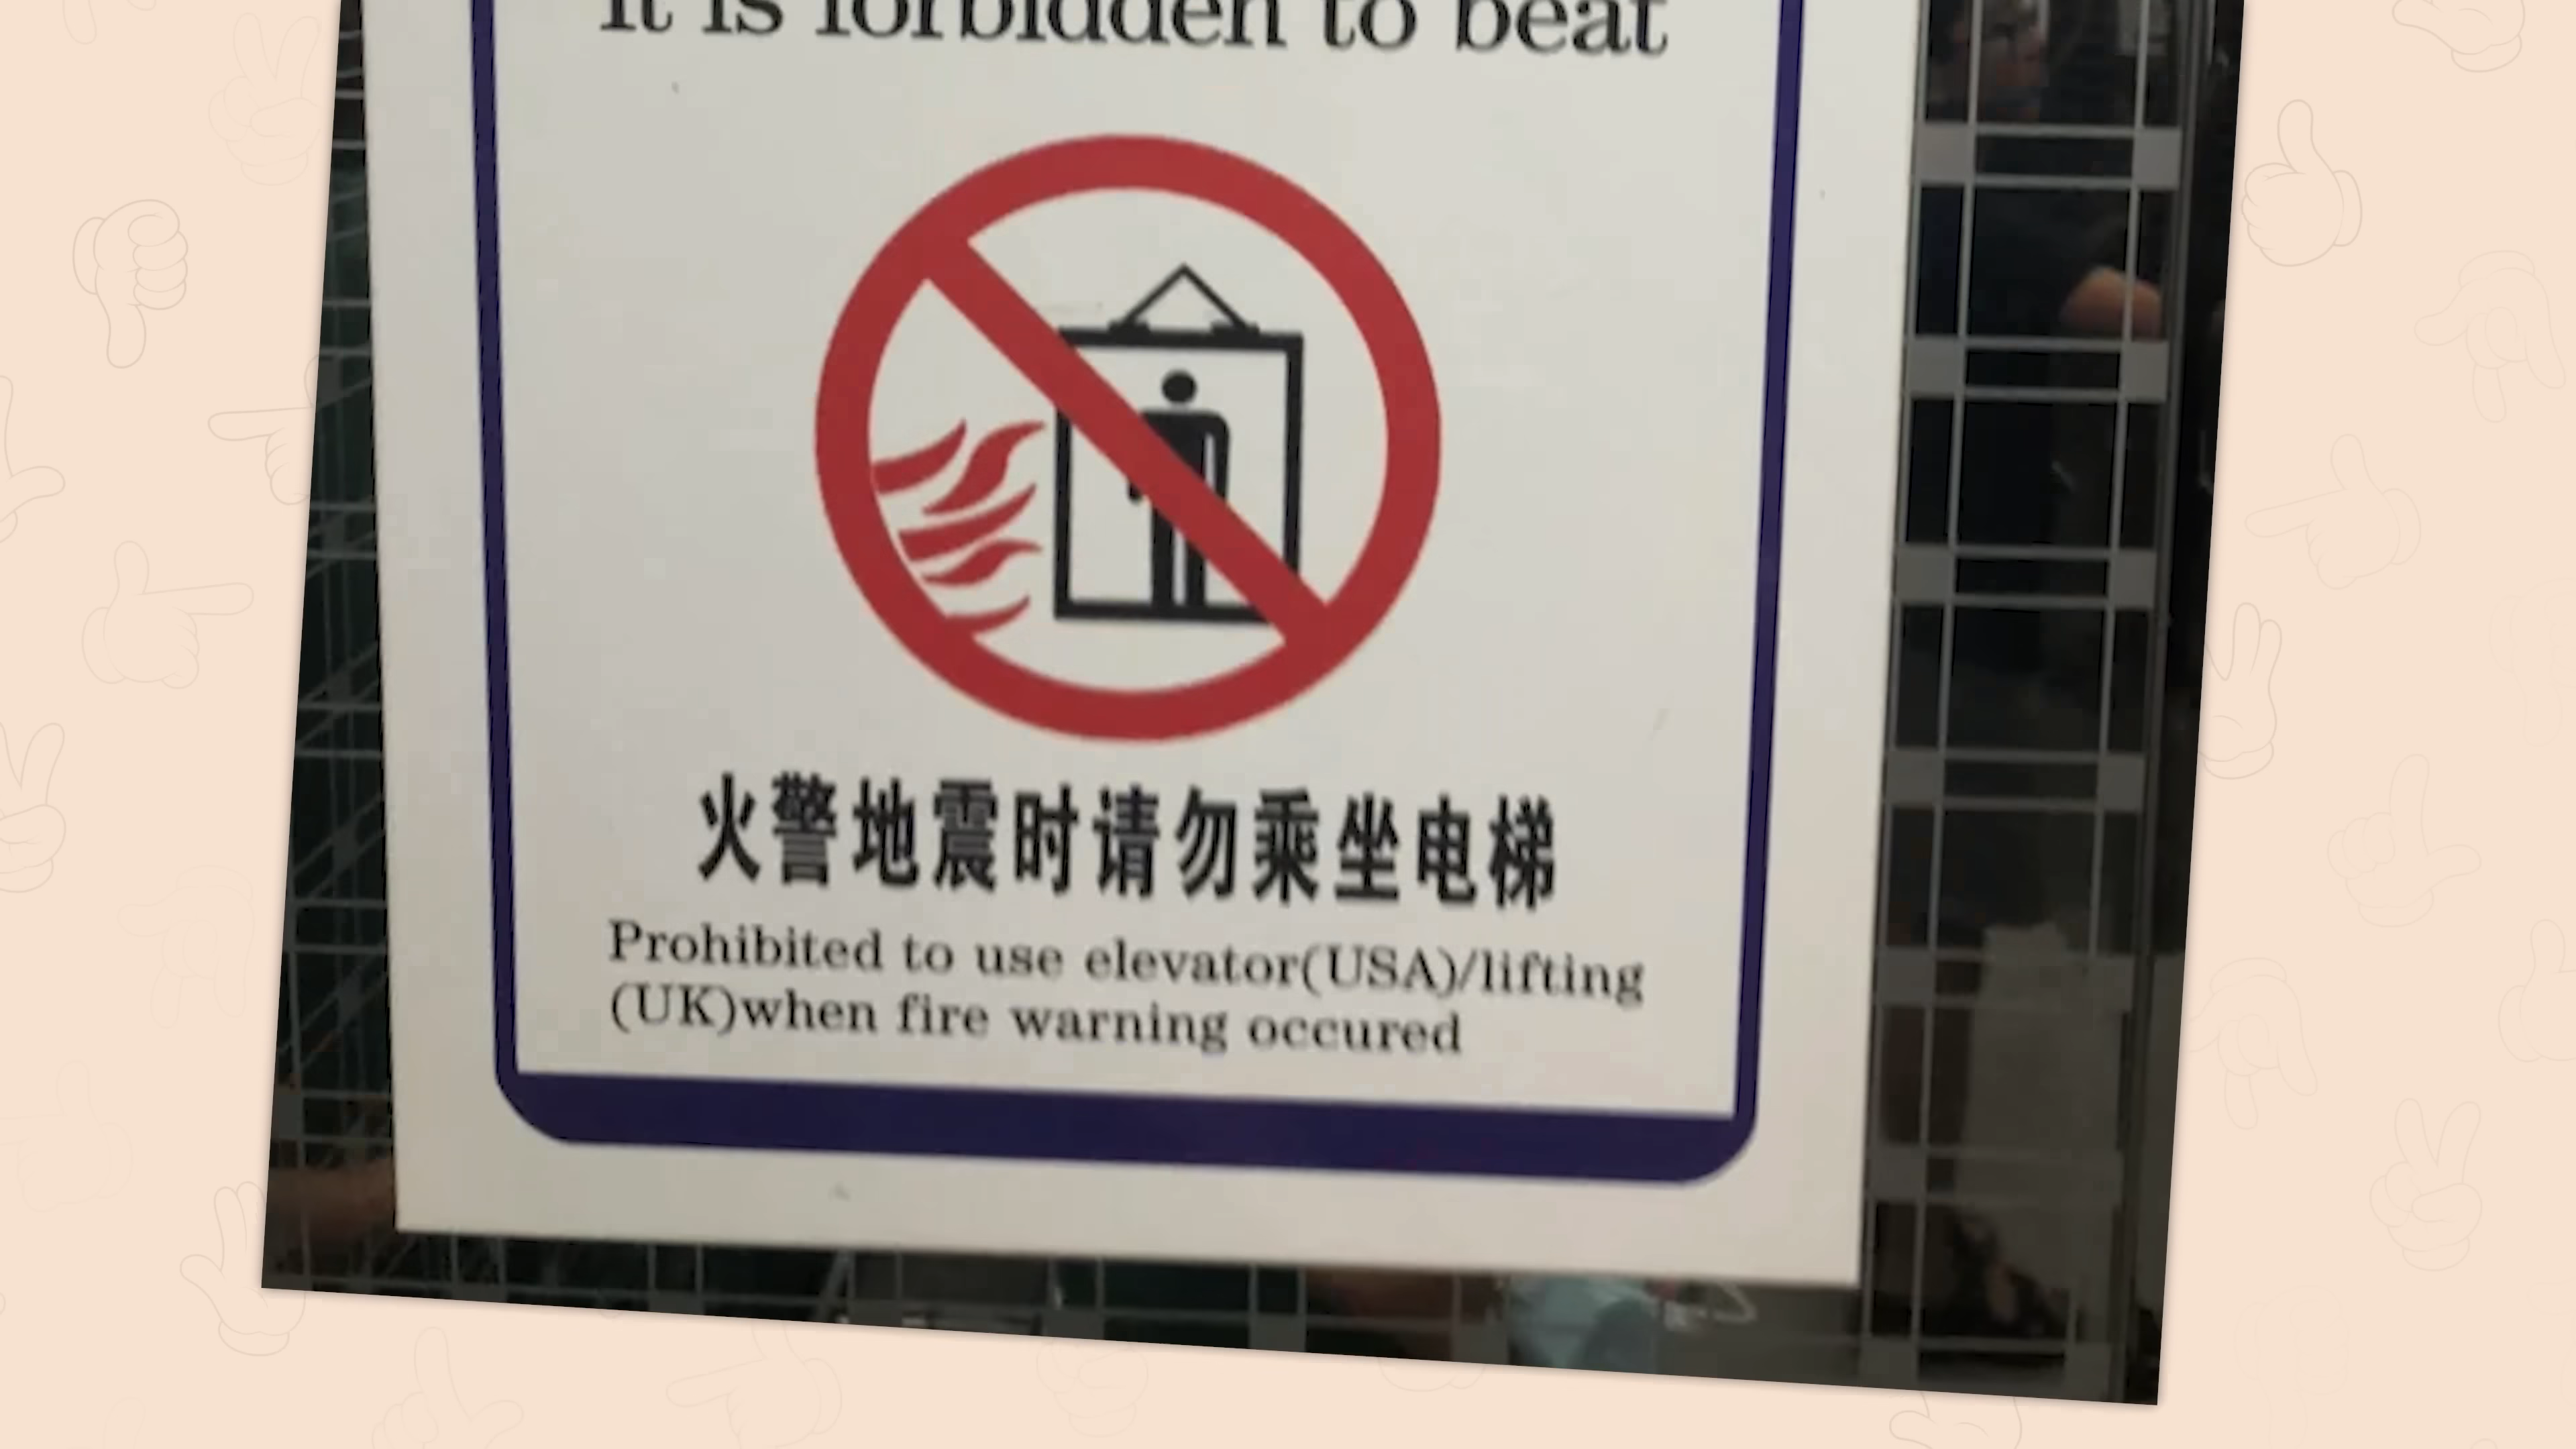 It is forbidden to beat
火警地震时请勿乘坐电梯
Prohibited to use elevator(USA)/lifting
(UK)when fire warning occured